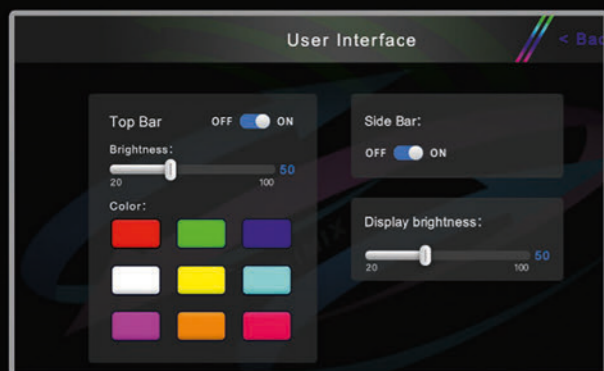 User Interface
< Bac
Top Bar
OFF ON
Brightness:
50
20 100
Color:
Side Bar:
OFF ON
Display brightness:
50
20 100